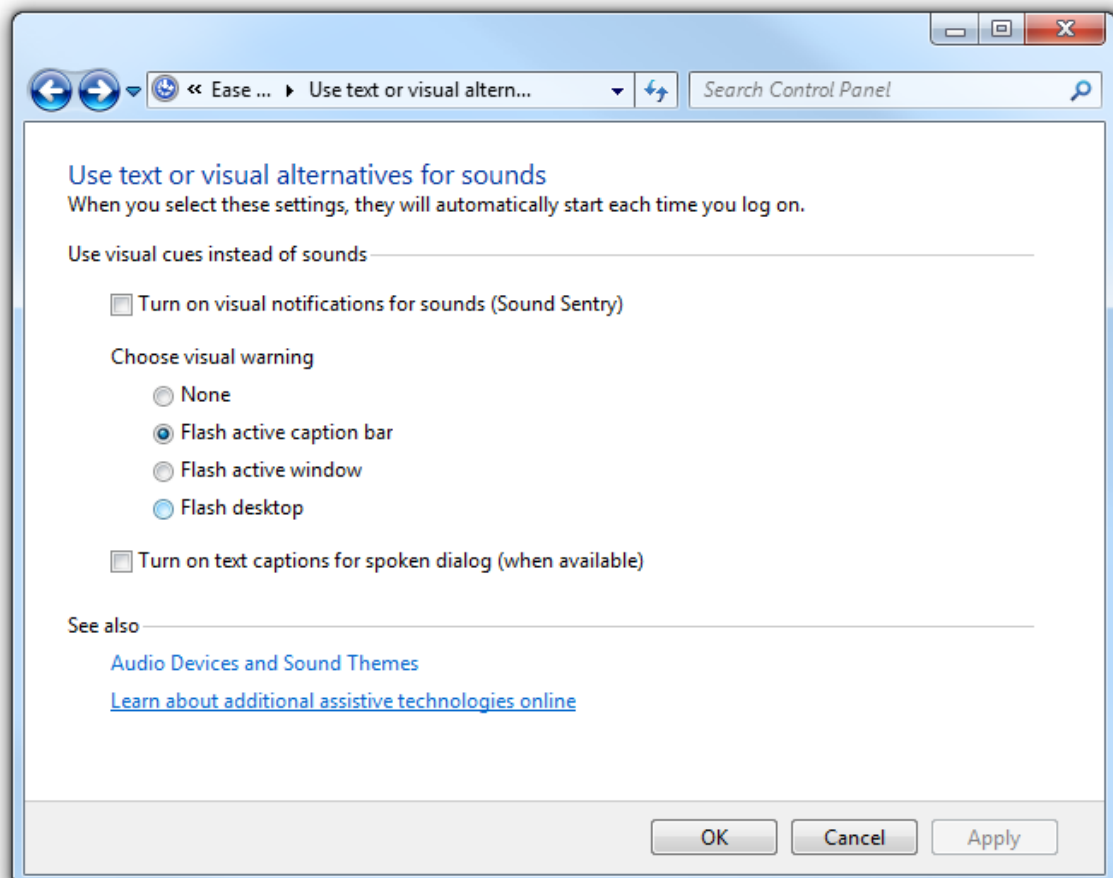 « Ease ... ▸ Use text or visual altern...
Search Control Panel
Use text or visual alternatives for sounds
When you select these settings, they will automatically start each time you log on.
Use visual cues instead of sounds
Turn on visual notifications for sounds (Sound Sentry)
Choose visual warning
None
Flash active caption bar
Flash active window
Flash desktop
Turn on text captions for spoken dialog (when available)
See also
Audio Devices and Sound Themes
Learn about additional assistive technologies online
OK
Cancel
Apply